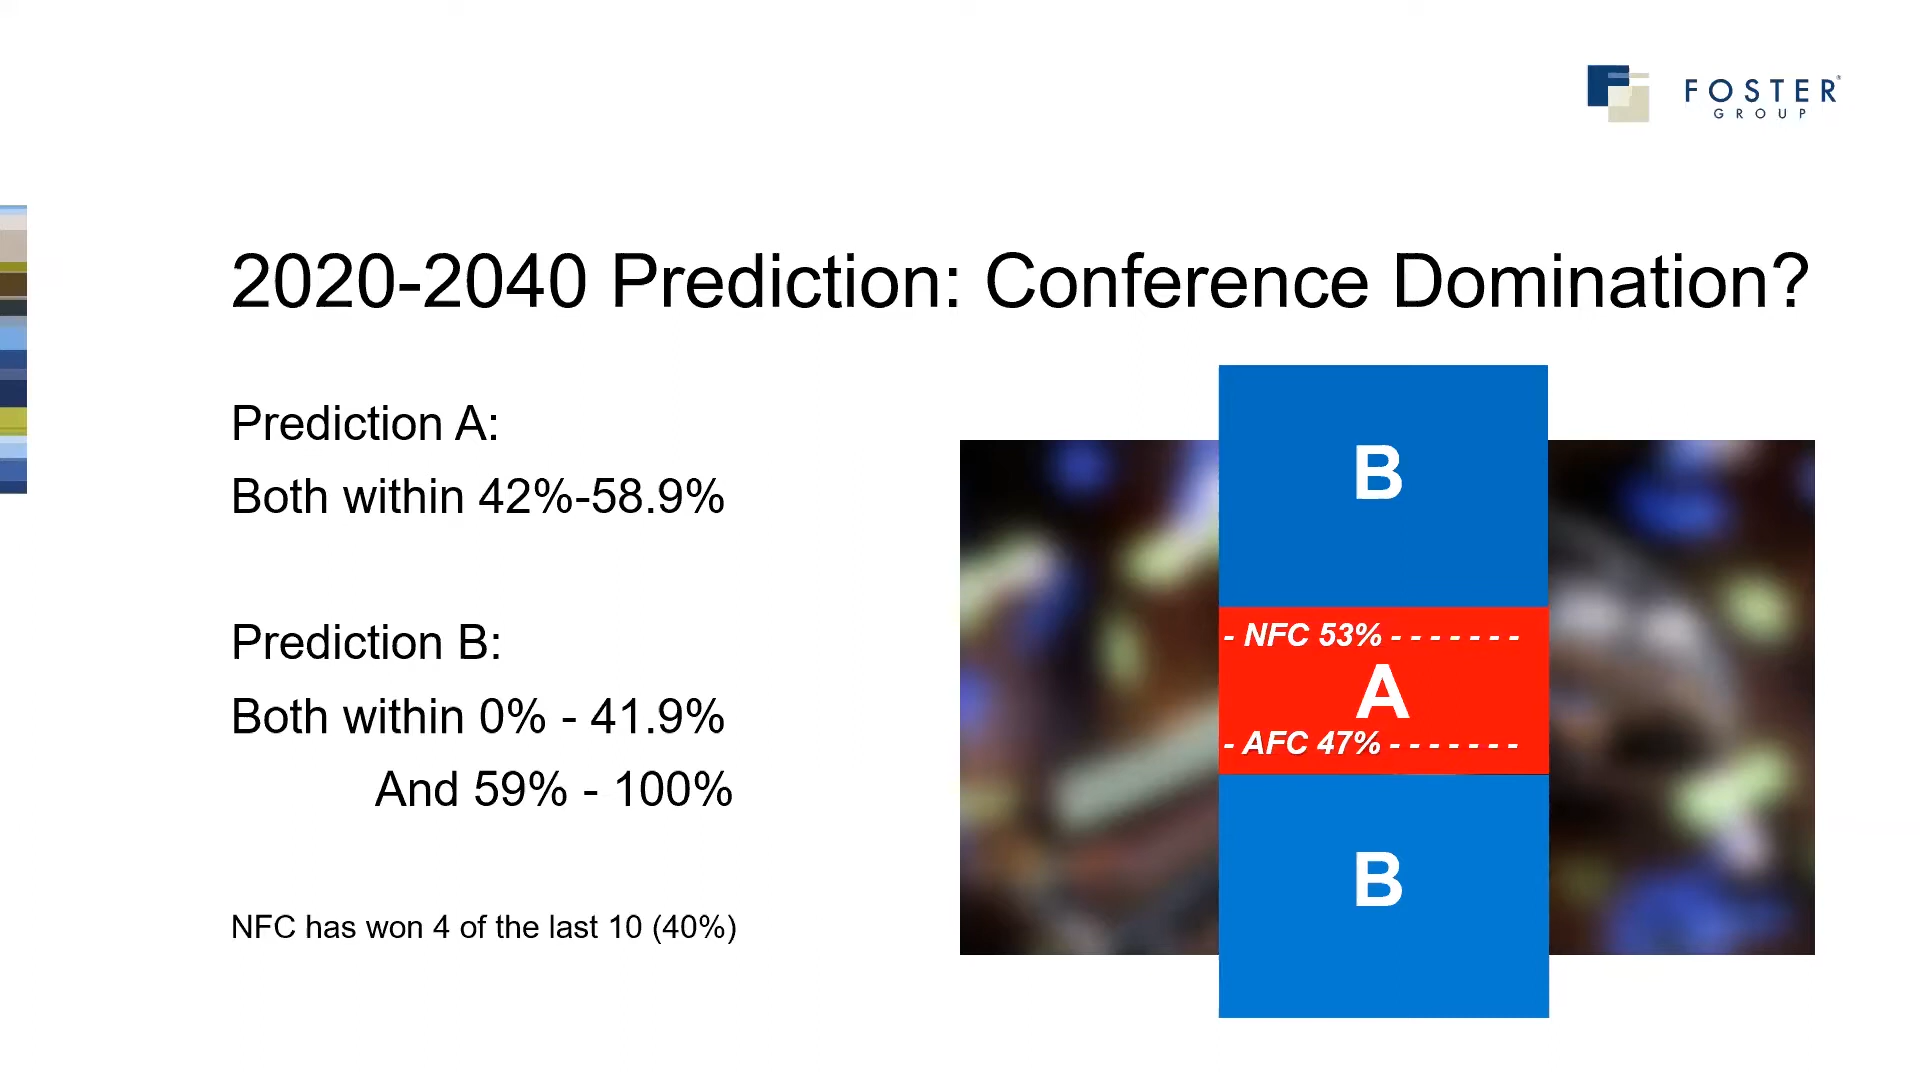 FOSTER®
GROUP
2020-2040 Prediction: Conference Domination?
Prediction A:
Both within 42%-58.9%
Prediction B:
Both within 0% - 41.9%
And 59% - 100%
NFC has won 4 of the last 10 (40%)
B
- NFC 53% - - - - - - -
A
- AFC 47% - - - - - - -
B